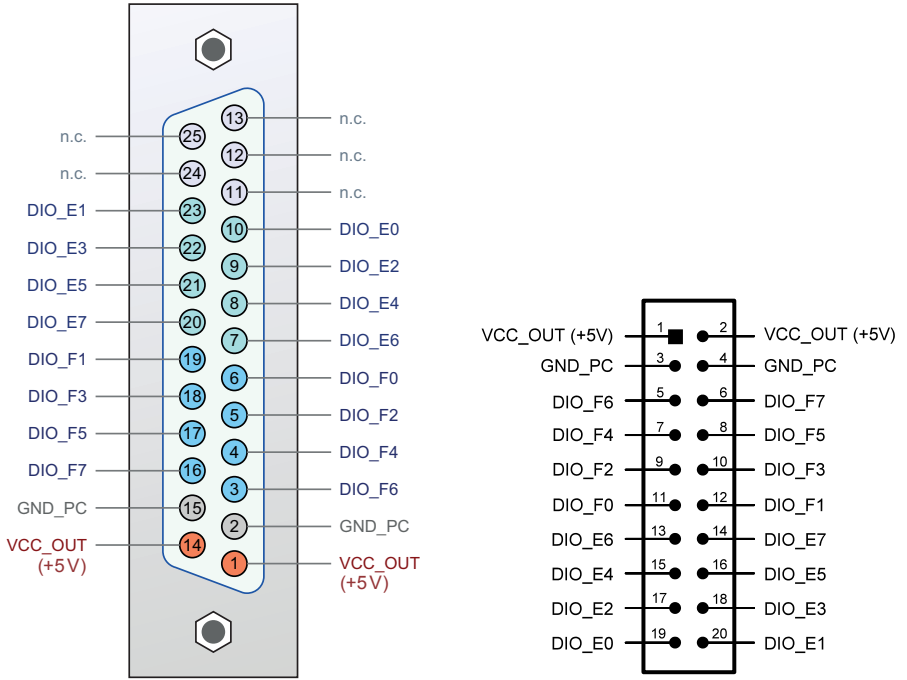 13 n.c.
n.c. 25
12 n.c.
n.c. 24
11 n.c.
DIO_E1 23
10 DIO_E0
DIO_E3 22
9 DIO_E2
DIO_E5 21
8 DIO_E4
DIO_E7 20
7 DIO_E6
DIO_F1 19
6 DIO_F0
DIO_F3 18
5 DIO_F2
DIO_F5 17
4 DIO_F4
DIO_F7 16
3 DIO_F6
GND_PC 15
2 GND_PC
VCC_OUT 14
(+5V)
1 VCC_OUT
(+5V)
VCC_OUT (+5V) 1 2 VCC_OUT (+5V)
GND_PC 3 4 GND_PC
DIO_F6 5 6 DIO_F7
DIO_F4 7 8 DIO_F5
DIO_F2 9 10 DIO_F3
DIO_F0 11 12 DIO_F1
DIO_E6 13 14 DIO_E7
DIO_E4 15 16 DIO_E5
DIO_E2 17 18 DIO_E3
DIO_E0 19 20 DIO_E1